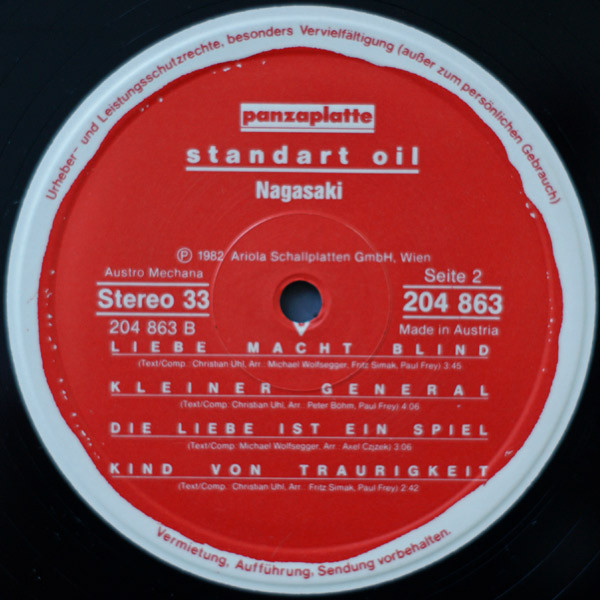 Urheber- und Leistungsschutzrechte, besonders Vervielfältigung (außer zum persönlichen Gebrauch)
panzaplatte
standart oil
Nagasaki
Ⓟ 1982 Ariola Schallplatten GmbH, Wien
Austro Mechana
Seite 2
Stereo 33
204 863
204 863 B
Made in Austria
LIEBE MACHT BLIND
(Text/Comp.: Christian Uhl, Arr.: Michael Wolfsegger, Fritz Simak, Paul Frey) 3:45
KLEINER GENERAL
(Text/Comp.: Christian Uhl, Arr.: Peter Böhm, Paul Frey) 4:06
DIE LIEBE IST EIN SPIEL
(Text/Comp.: Michael Wolfsegger, Arr.: Axel Czjzek) 3:06
KIND VON TRAURIGKEIT
(Text/Comp.: Christian Uhl, Arr.: Fritz Simak, Paul Frey) 2:42
Vermietung, Aufführung, Sendung vorbehalten.